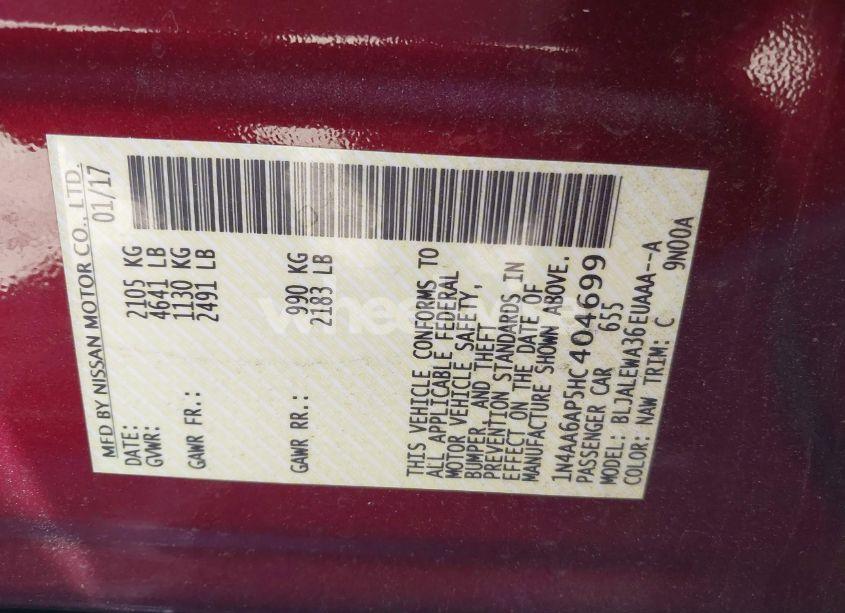 MFD BY NISSAN MOTOR CO., LTD.
DATE: 01/17
GVWR: 2105 KG
4641 LB
GAWR FR.: 1130 KG
2491 LB
GAWR RR.: 990 KG
2183 LB
THIS VEHICLE CONFORMS TO
ALL APPLICABLE FEDERAL
MOTOR VEHICLE SAFETY,
BUMPER, AND THEFT
PREVENTION STANDARDS IN
EFFECT ON THE DATE OF
MANUFACTURE SHOWN ABOVE.
1N4AA6AP5HC404699
PASSENGER CAR 655
MODEL: BLJALEWA36EUAAA--A
COLOR: NAW TRIM: C 9N00A